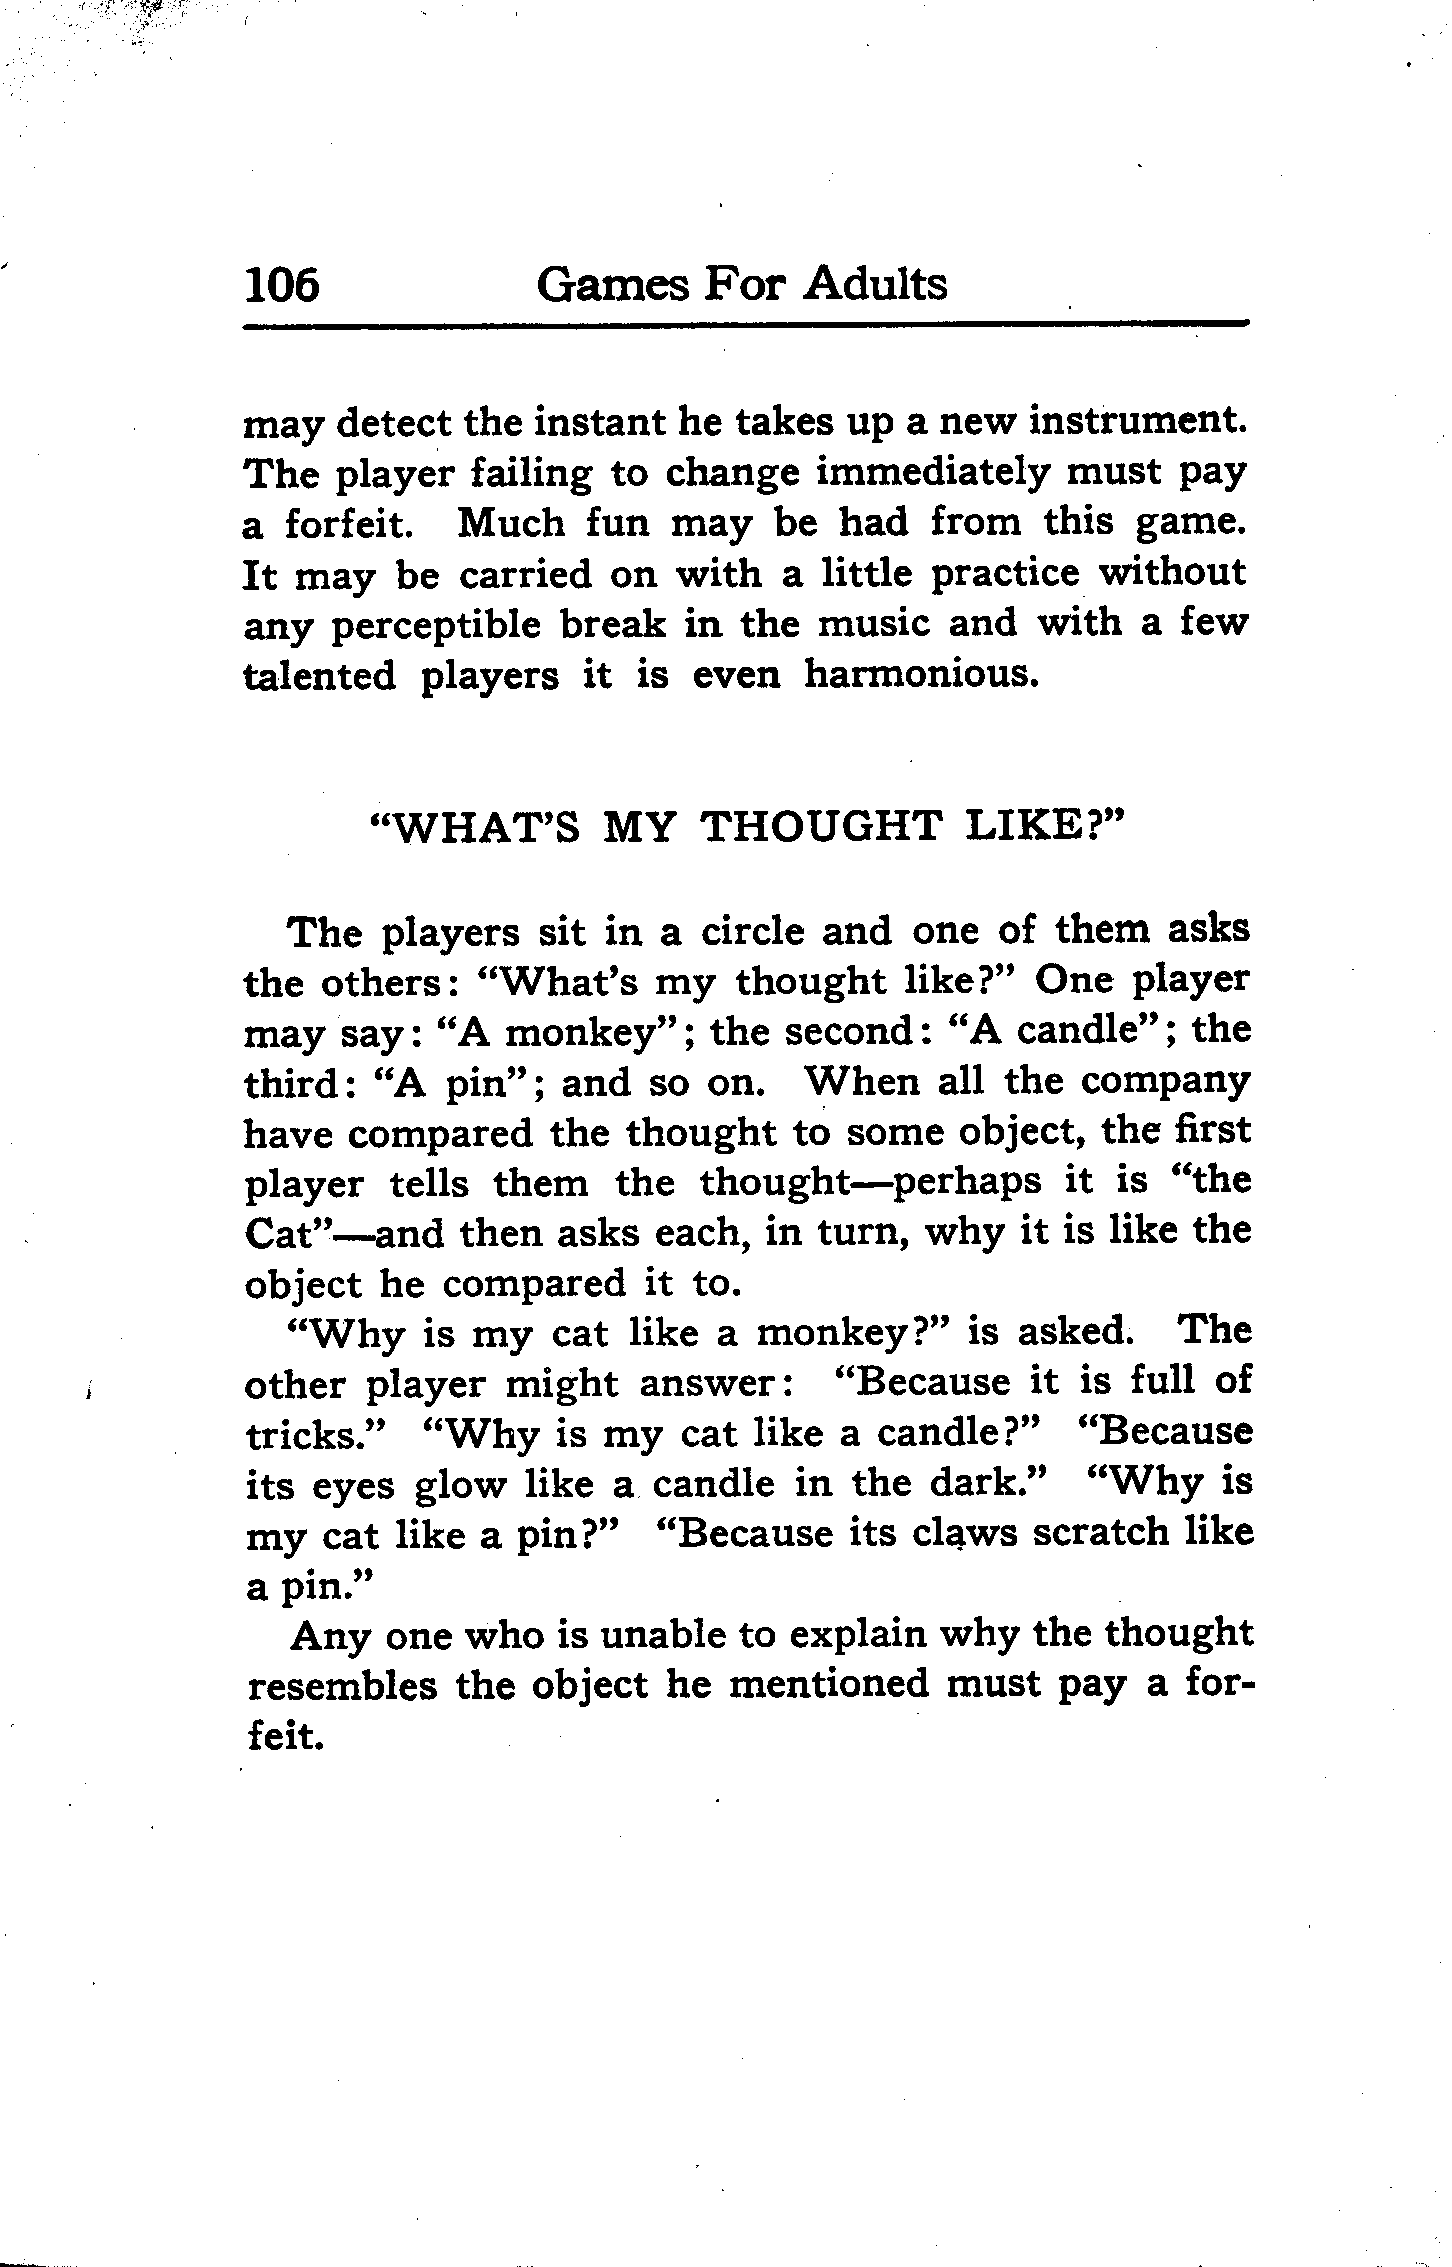 106 Games For Adults
may detect the instant he takes up a new instrument.
The player failing to change immediately must pay
a forfeit. Much fun may be had from this game.
It may be carried on with a little practice without
any perceptible break in the music and with a few
talented players it is even harmonious.
“WHAT’S MY THOUGHT LIKE?”
The players sit in a circle and one of them asks
the others: “What’s my thought like?” One player
may say: “A monkey”; the second: “A candle”; the
third: “A pin”; and so on. When all the company
have compared the thought to some object, the first
player tells them the thought—perhaps it is “the
Cat”—and then asks each, in turn, why it is like the
object he compared it to.
“Why is my cat like a monkey?” is asked. The
other player might answer: “Because it is full of
tricks.” “Why is my cat like a candle?” “Because
its eyes glow like a candle in the dark.” “Why is
my cat like a pin?” “Because its claws scratch like
a pin.”
Any one who is unable to explain why the thought
resembles the object he mentioned must pay a for-
feit.